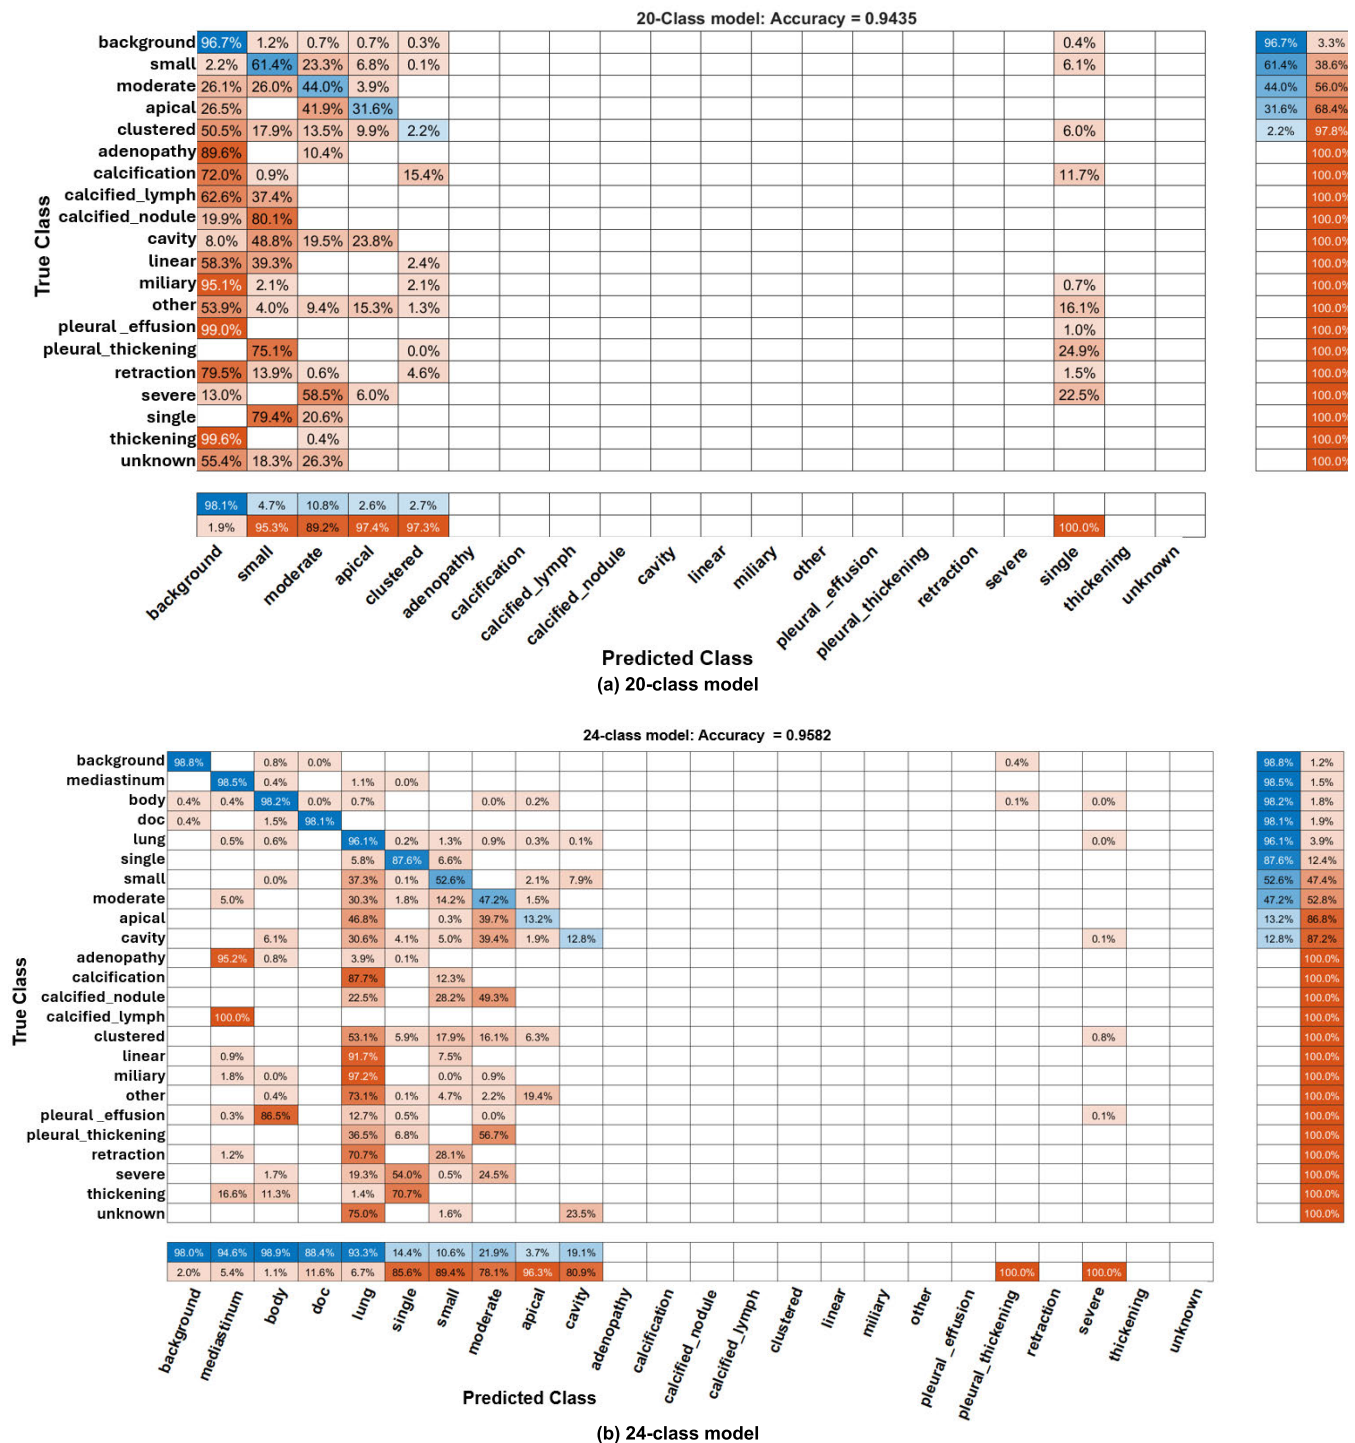 20-Class model: Accuracy = 0.9435
True Class
background 96.7% 1.2% 0.7% 0.7% 0.3% 0.4% 96.7% 3.3%
small 2.2% 61.4% 23.3% 6.8% 0.1% 6.1% 61.4% 38.6%
moderate 26.1% 26.0% 44.0% 3.9% 44.0% 56.0%
apical 26.5% 41.9% 31.6% 31.6% 68.4%
clustered 50.5% 17.9% 13.5% 9.9% 2.2% 6.0% 2.2% 97.8%
adenopathy 89.6% 10.4% 100.0%
calcification 72.0% 0.9% 15.4% 11.7% 100.0%
calcified_lymph 62.6% 37.4% 100.0%
calcified_nodule 19.9% 80.1% 100.0%
cavity 8.0% 48.8% 19.5% 23.8% 100.0%
linear 58.3% 39.3% 2.4% 100.0%
miliary 95.1% 2.1% 2.1% 0.7% 100.0%
other 53.9% 4.0% 9.4% 15.3% 1.3% 16.1% 100.0%
pleural_effusion 99.0% 1.0% 100.0%
pleural_thickening 75.1% 0.0% 24.9% 100.0%
retraction 79.5% 13.9% 0.6% 4.6% 1.5% 100.0%
severe 13.0% 58.5% 6.0% 22.5% 100.0%
single 79.4% 20.6% 100.0%
thickening 99.6% 0.4% 100.0%
unknown 55.4% 18.3% 26.3% 100.0%
98.1% 4.7% 10.8% 2.6% 2.7%
1.9% 95.3% 89.2% 97.4% 97.3% 100.0%
background small moderate apical clustered adenopathy calcification calcified_lymph calcified_nodule cavity linear miliary other pleural_effusion pleural_thickening retraction severe single thickening unknown
Predicted Class
(a) 20-class model
24-class model: Accuracy = 0.9582
True Class
background 98.8% 0.8% 0.0% 0.4% 98.8% 1.2%
mediastinum 98.5% 0.4% 1.1% 0.0% 98.5% 1.5%
body 0.4% 0.4% 98.2% 0.0% 0.7% 0.0% 0.2% 0.1% 0.0% 98.2% 1.8%
doc 0.4% 1.5% 98.1% 98.1% 1.9%
lung 0.5% 0.6% 96.1% 0.2% 1.3% 0.9% 0.3% 0.1% 0.0% 96.1% 3.9%
single 5.8% 87.6% 6.6% 87.6% 12.4%
small 0.0% 37.3% 0.1% 52.6% 2.1% 7.9% 52.6% 47.4%
moderate 5.0% 30.3% 1.8% 14.2% 47.2% 1.5% 47.2% 52.8%
apical 46.8% 0.3% 39.7% 13.2% 13.2% 86.8%
cavity 6.1% 30.6% 4.1% 5.0% 39.4% 1.9% 12.8% 0.1% 12.8% 87.2%
adenopathy 95.2% 0.8% 3.9% 0.1% 100.0%
calcification 87.7% 12.3% 100.0%
calcified_nodule 22.5% 28.2% 49.3% 100.0%
calcified_lymph 100.0% 100.0%
clustered 53.1% 5.9% 17.9% 16.1% 6.3% 0.8% 100.0%
linear 0.9% 91.7% 7.5% 100.0%
miliary 1.8% 0.0% 97.2% 0.0% 0.9% 100.0%
other 0.4% 73.1% 0.1% 4.7% 2.2% 19.4% 100.0%
pleural_effusion 0.3% 86.5% 12.7% 0.5% 0.0% 0.1% 100.0%
pleural_thickening 36.5% 6.8% 56.7% 100.0%
retraction 1.2% 70.7% 28.1% 100.0%
severe 1.7% 19.3% 54.0% 0.5% 24.5% 100.0%
thickening 16.6% 11.3% 1.4% 70.7% 100.0%
unknown 75.0% 1.6% 23.5% 100.0%
98.0% 94.6% 98.9% 88.4% 93.3% 14.4% 10.6% 21.9% 3.7% 19.1%
2.0% 5.4% 1.1% 11.6% 6.7% 85.6% 89.4% 78.1% 96.3% 80.9% 100.0% 100.0%
background mediastinum body doc lung single small moderate apical cavity adenopathy calcification calcified_nodule calcified_lymph clustered linear miliary other pleural_effusion pleural_thickening retraction severe thickening unknown
Predicted Class
(b) 24-class model